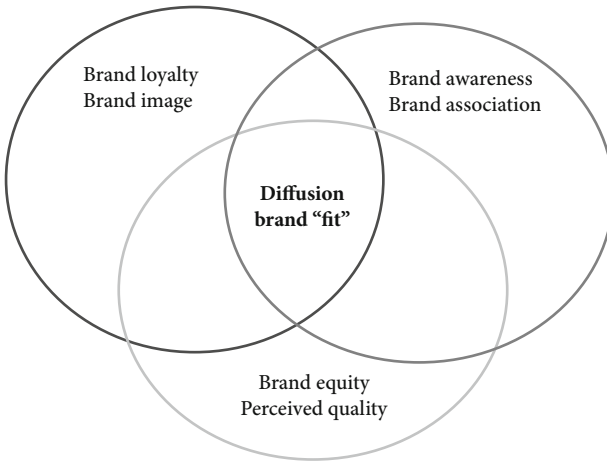 Brand loyalty
Brand image
Brand awareness
Brand association
Diffusion
brand “fit”
Brand equity
Perceived quality